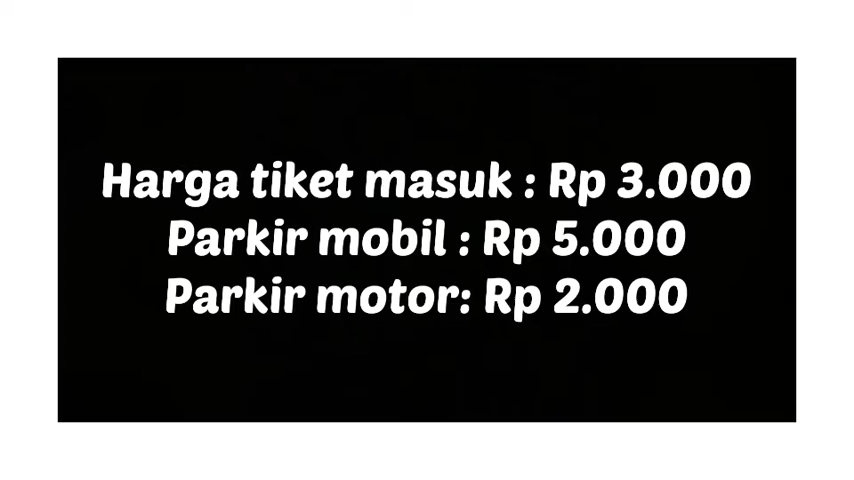 Harga tiket masuk : Rp 3.000
Parkir mobil : Rp 5.000
Parkir motor: Rp 2.000